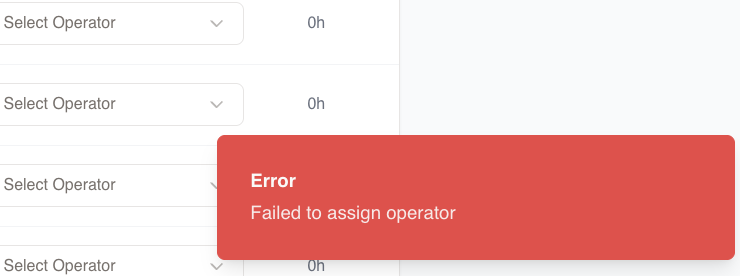 Select Operator 0h
Select Operator 0h
Select Operator
Error
Failed to assign operator
Select Operator 0h